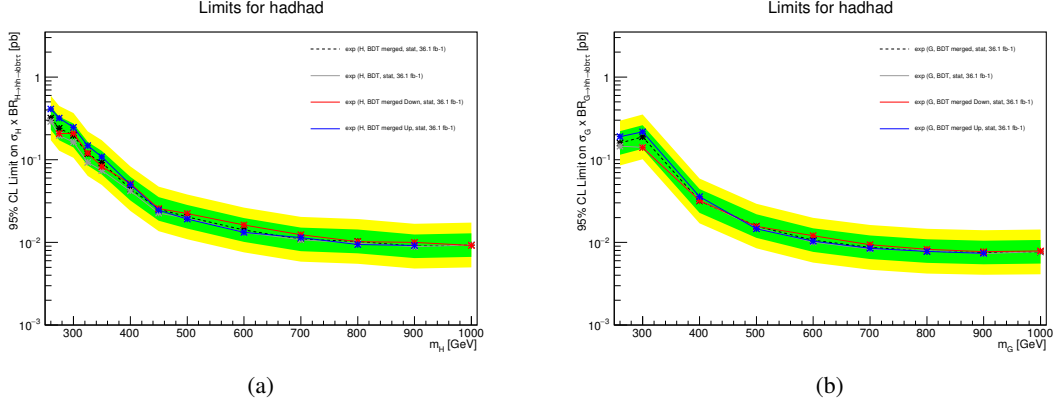 Limits for hadhad
95% CL Limit on σH x BRH→hh→bbττ [pb]
exp (H, BDT merged, stat, 36.1 fb-1)
exp (H, BDT, stat, 36.1 fb-1)
exp (H, BDT merged Down, stat, 36.1 fb-1)
exp (H, BDT merged Up, stat, 36.1 fb-1)
1
10−1
10−2
10−3
300 400 500 600 700 800 900 1000
mH [GeV]
(a)
Limits for hadhad
95% CL Limit on σG x BRG→hh→bbττ [pb]
exp (G, BDT merged, stat, 36.1 fb-1)
exp (G, BDT, stat, 36.1 fb-1)
exp (G, BDT merged Down, stat, 36.1 fb-1)
exp (G, BDT merged Up, stat, 36.1 fb-1)
1
10−1
10−2
10−3
300 400 500 600 700 800 900 1000
mG [GeV]
(b)